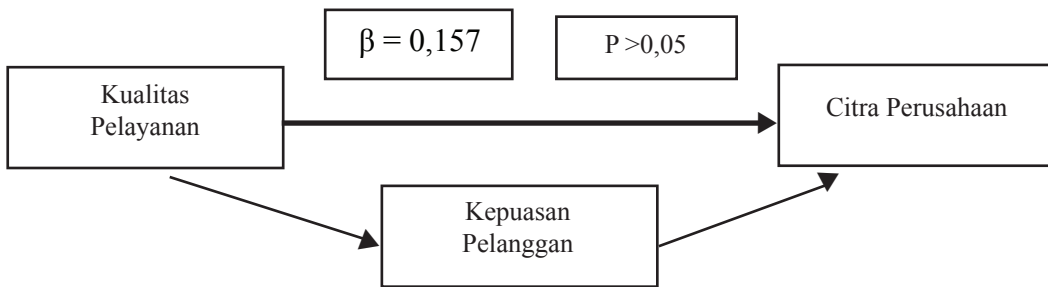 β = 0,157
P >0,05
Kualitas
Pelayanan
Citra Perusahaan
Kepuasan
Pelanggan